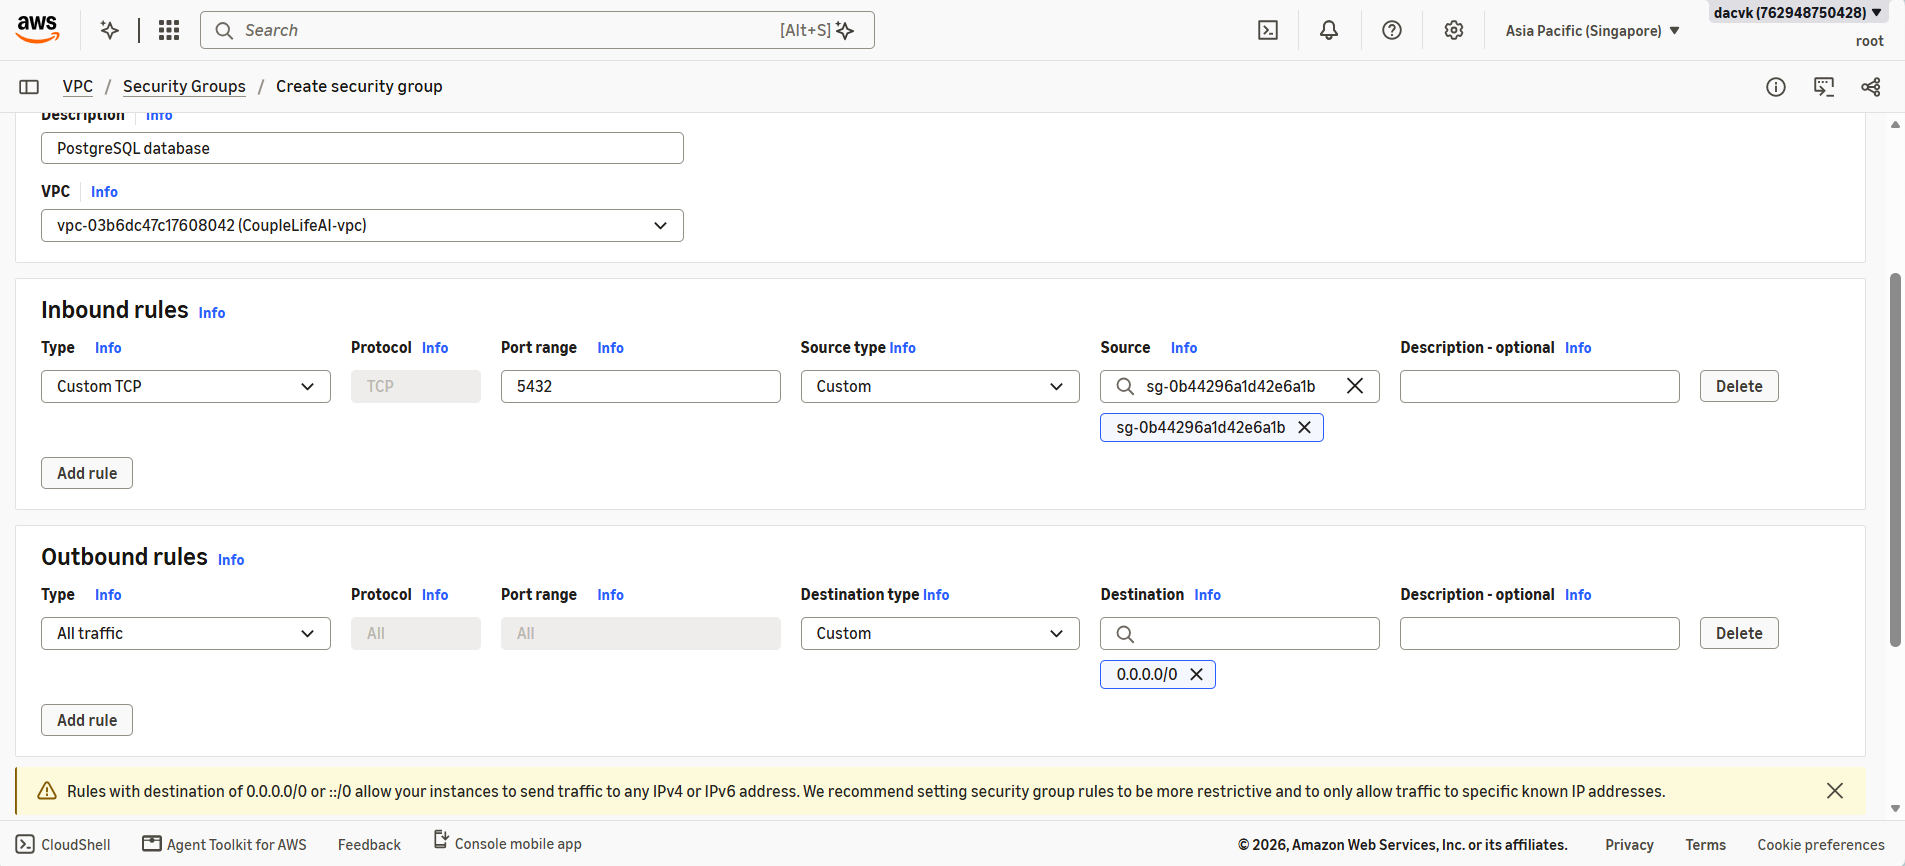 aws
Search [Alt+S]
Asia Pacific (Singapore)
dacvk (762948750428)
root
VPC / Security Groups / Create security group
Description Info
PostgreSQL database
VPC Info
vpc-03b6dc47c17608042 (CoupleLifeAI-vpc)
Inbound rules Info
Type Info Protocol Info Port range Info Source type Info Source Info Description - optional Info
Custom TCP TCP 5432 Custom sg-0b44296a1d42e6a1b Delete
sg-0b44296a1d42e6a1b
Add rule
Outbound rules Info
Type Info Protocol Info Port range Info Destination type Info Destination Info Description - optional Info
All traffic All All Custom Delete
0.0.0.0/0
Add rule
Rules with destination of 0.0.0.0/0 or ::/0 allow your instances to send traffic to any IPv4 or IPv6 address. We recommend setting security group rules to be more restrictive and to only allow traffic to specific known IP addresses.
CloudShell Agent Toolkit for AWS Feedback Console mobile app © 2026, Amazon Web Services, Inc. or its affiliates. Privacy Terms Cookie preferences